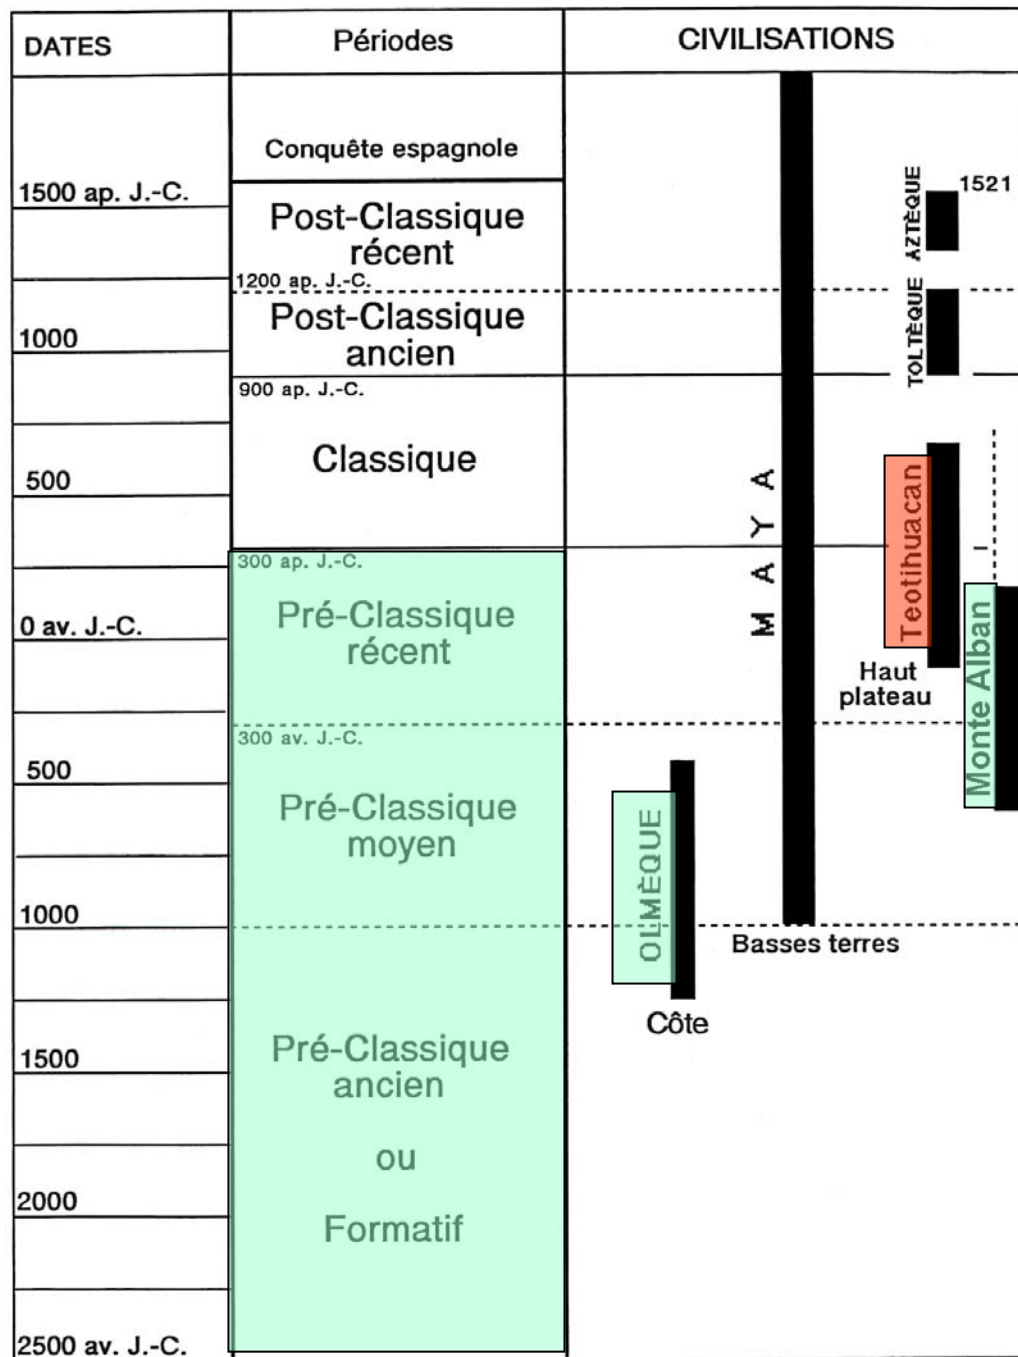 DATES
Périodes
CIVILISATIONS
Conquête espagnole
1500 ap. J.-C.
Post-Classique
récent
AZTÈQUE
1521
1200 ap. J.-C.
Post-Classique
ancien
1000
TOLTÈQUE
900 ap. J.-C.
Classique
500
MAYA
Teotihuacan
300 ap. J.-C.
Pré-Classique
récent
0 av. J.-C.
Haut
plateau
Monte Alban
300 av. J.-C.
500
Pré-Classique
moyen
OLMÈQUE
1000
Basses terres
Côte
1500
Pré-Classique
ancien
ou
2000
Formatif
2500 av. J.-C.